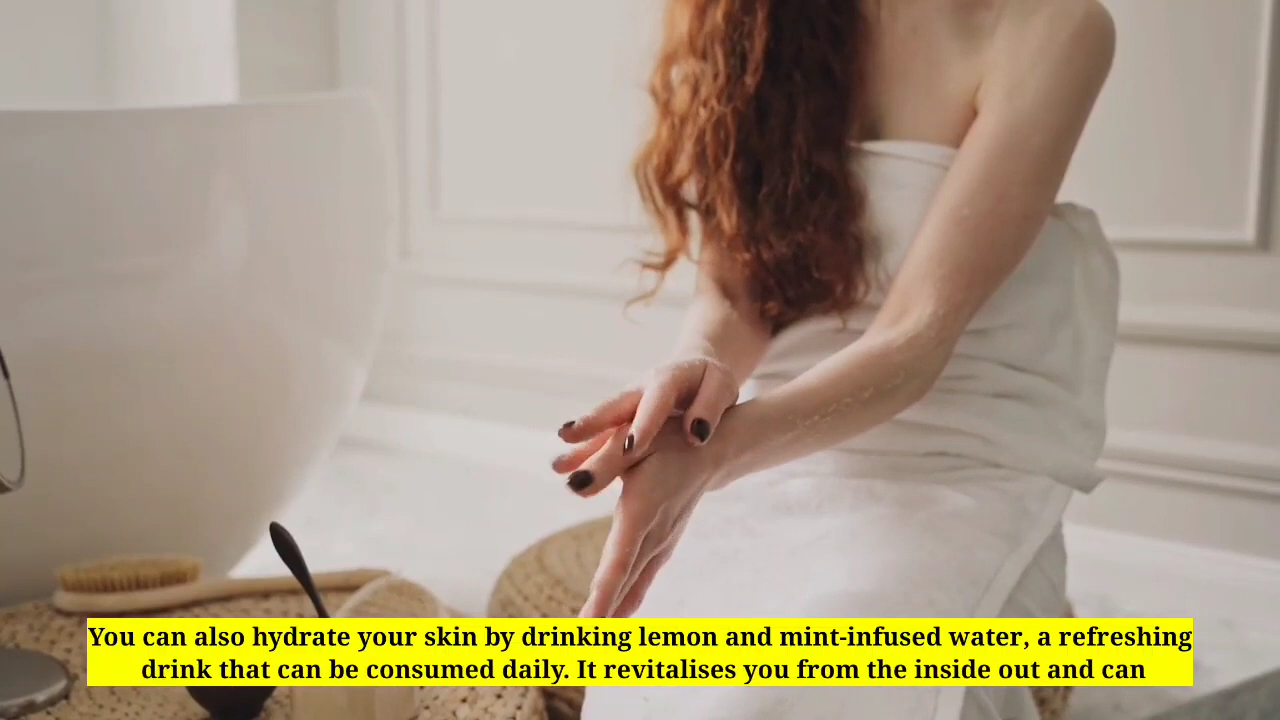 You can also hydrate your skin by drinking lemon and mint-infused water, a refreshing
drink that can be consumed daily. It revitalises you from the inside out and can